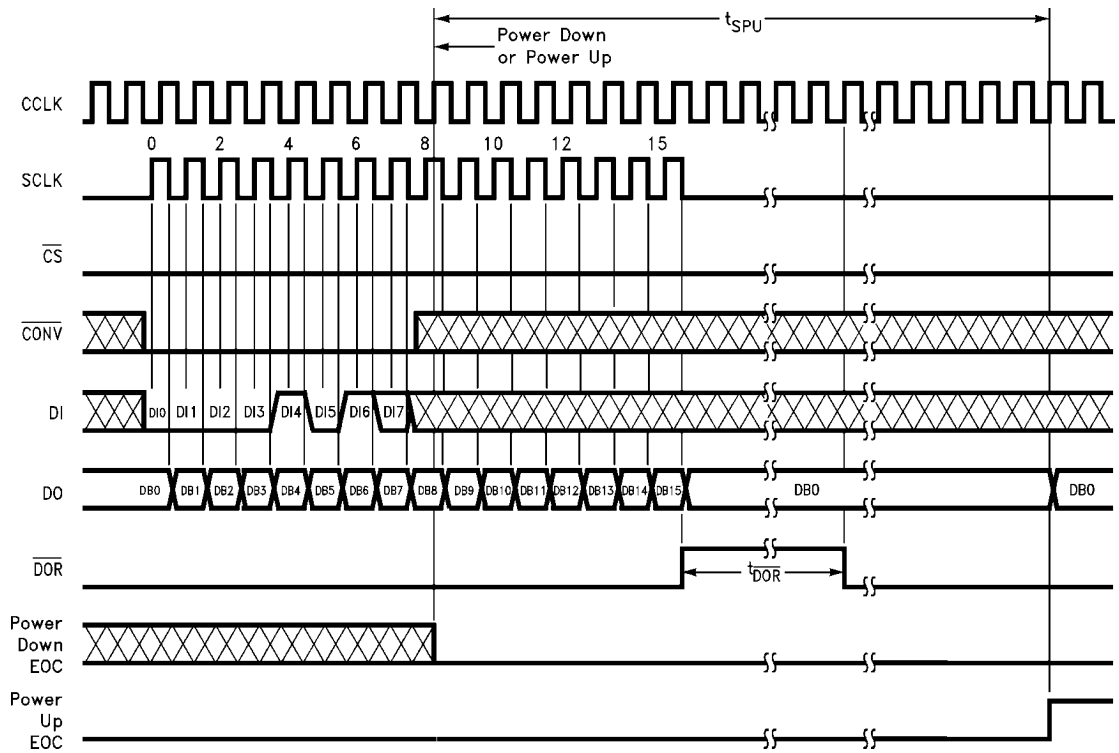 tSPU
Power Down
or Power Up
CCLK
0 2 4 6 8 10 12 15
SCLK
CS
CONV
DI DI0 DI1 DI2 DI3 DI4 DI5 DI6 DI7
DO DB0 DB1 DB2 DB3 DB4 DB5 DB6 DB7 DB8 DB9 DB10 DB11 DB12 DB13 DB14 DB15 DB0 DB0
DOR tDOR
Power
Down
EOC
Power
Up
EOC